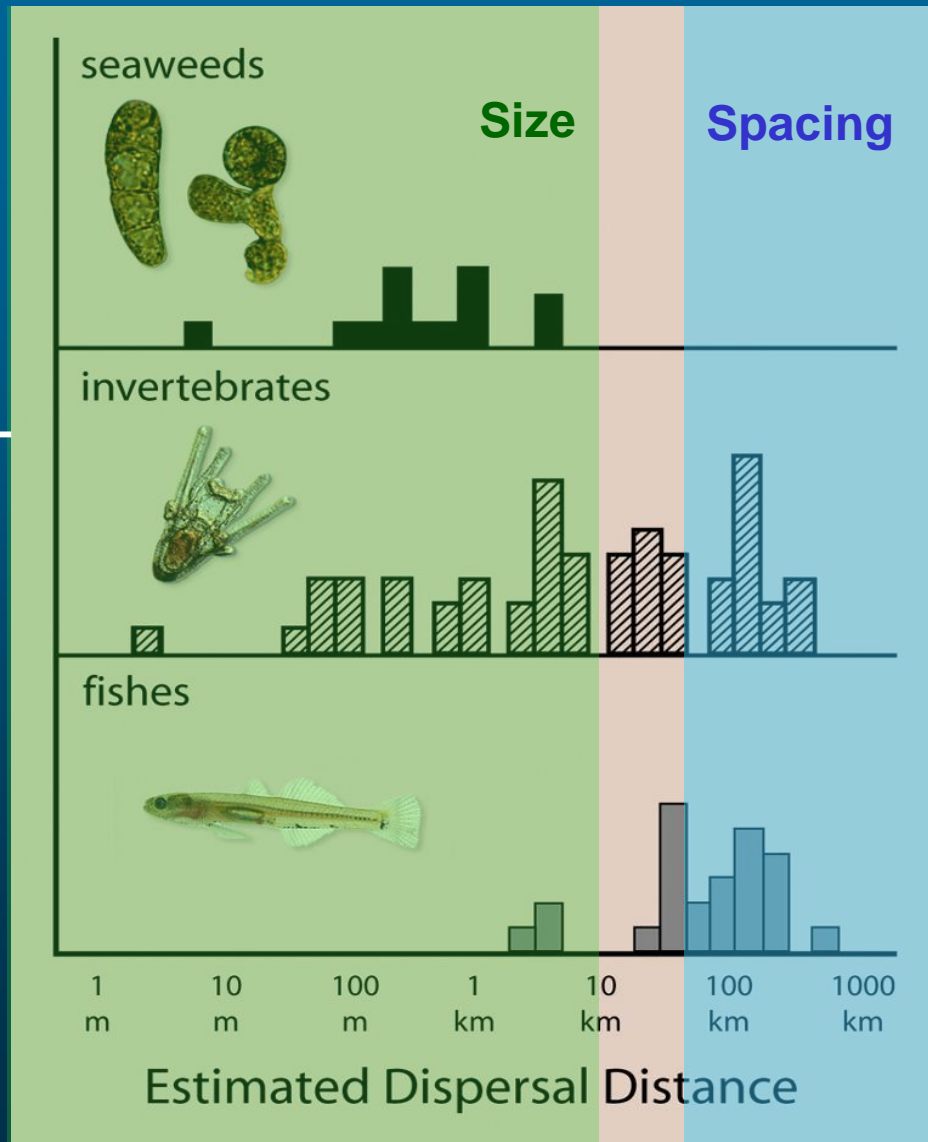 seaweeds
Size
Spacing
invertebrates
fishes
1 10 100 1 10 100 1000
m m m km km km km
Estimated Dispersal Distance